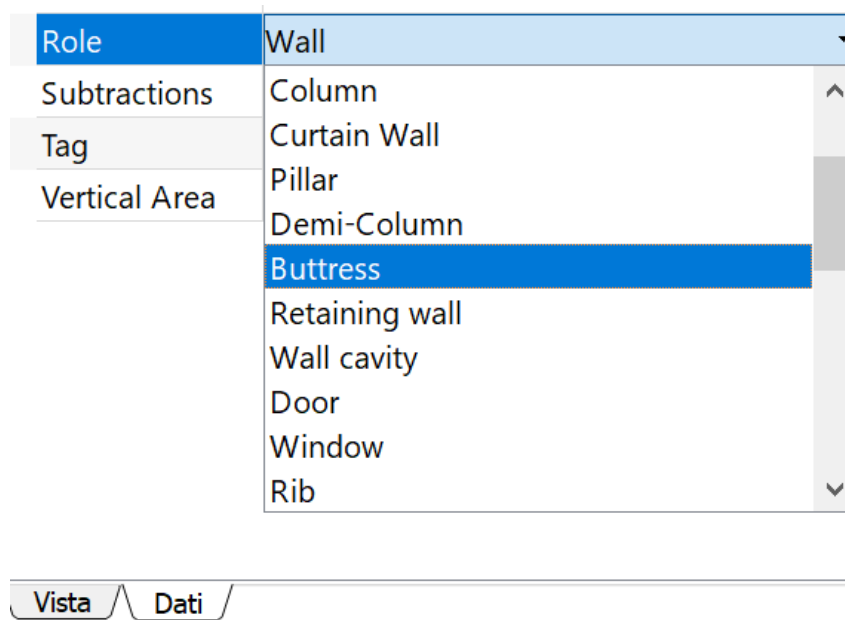 Role Wall
Subtractions Column
Curtain Wall
Tag
Pillar
Vertical Area
Demi-Column
Buttress
Retaining wall
Wall cavity
Door
Window
Rib
Vista Dati